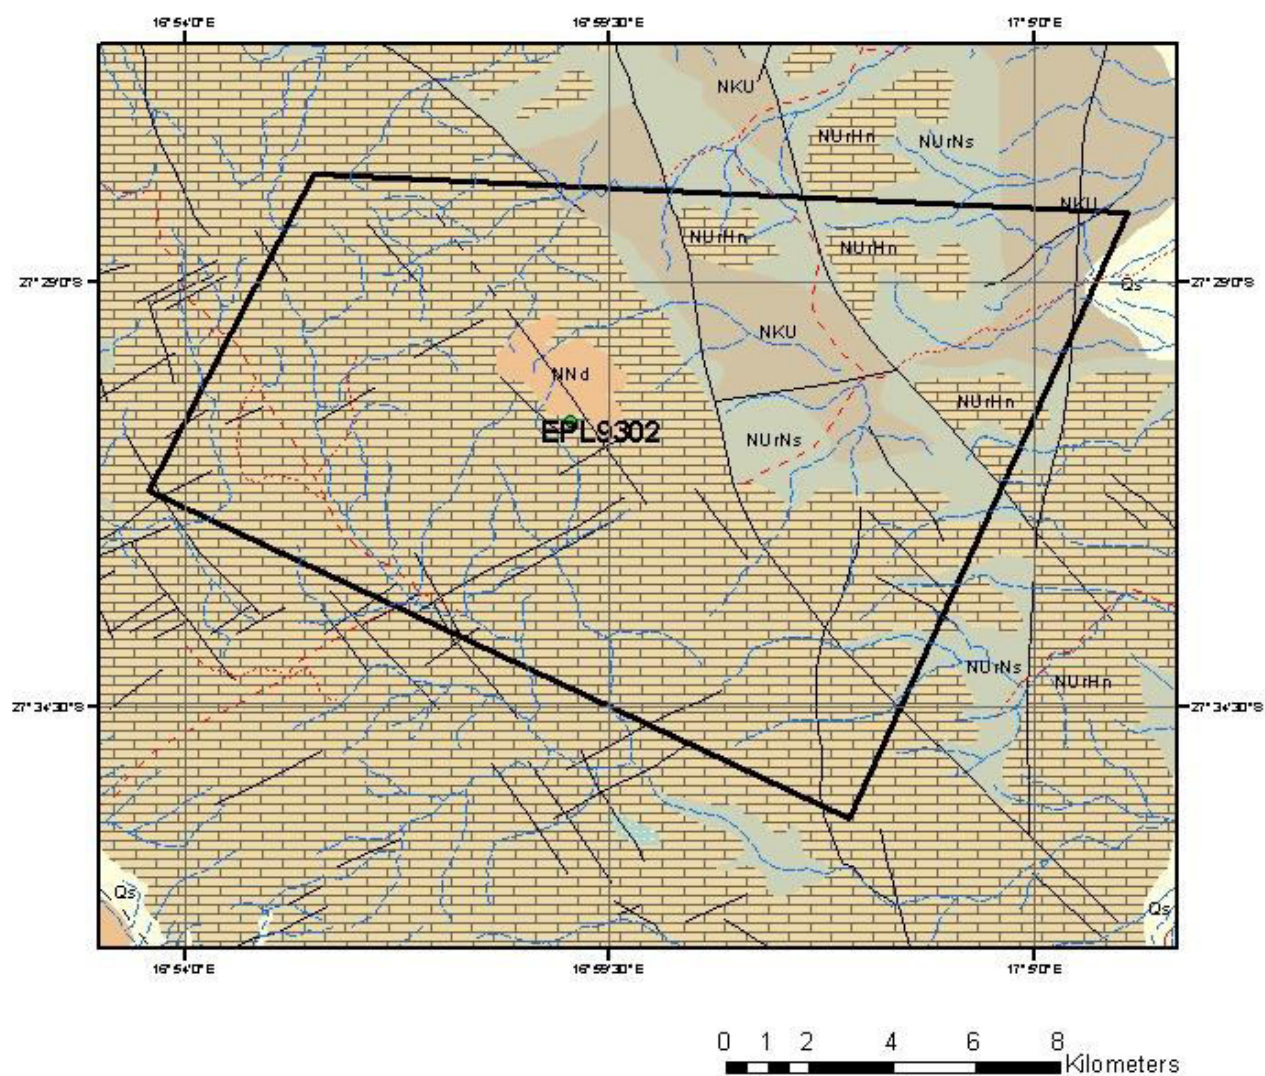 16°54'0"E 16°59'30"E 17°5'0"E
NKU
NUrHn NUrNs
NKU
NUrHn NUrHn
27°29'0"S Qs 27°29'0"S
NKU
NNd
NUrHn
EPL9302 NUrNs
NUrNs
NUrHn
27°34'30"S 27°34'30"S
Qs
Qs
16°54'0"E 16°59'30"E 17°5'0"E
0 1 2 4 6 8
Kilometers